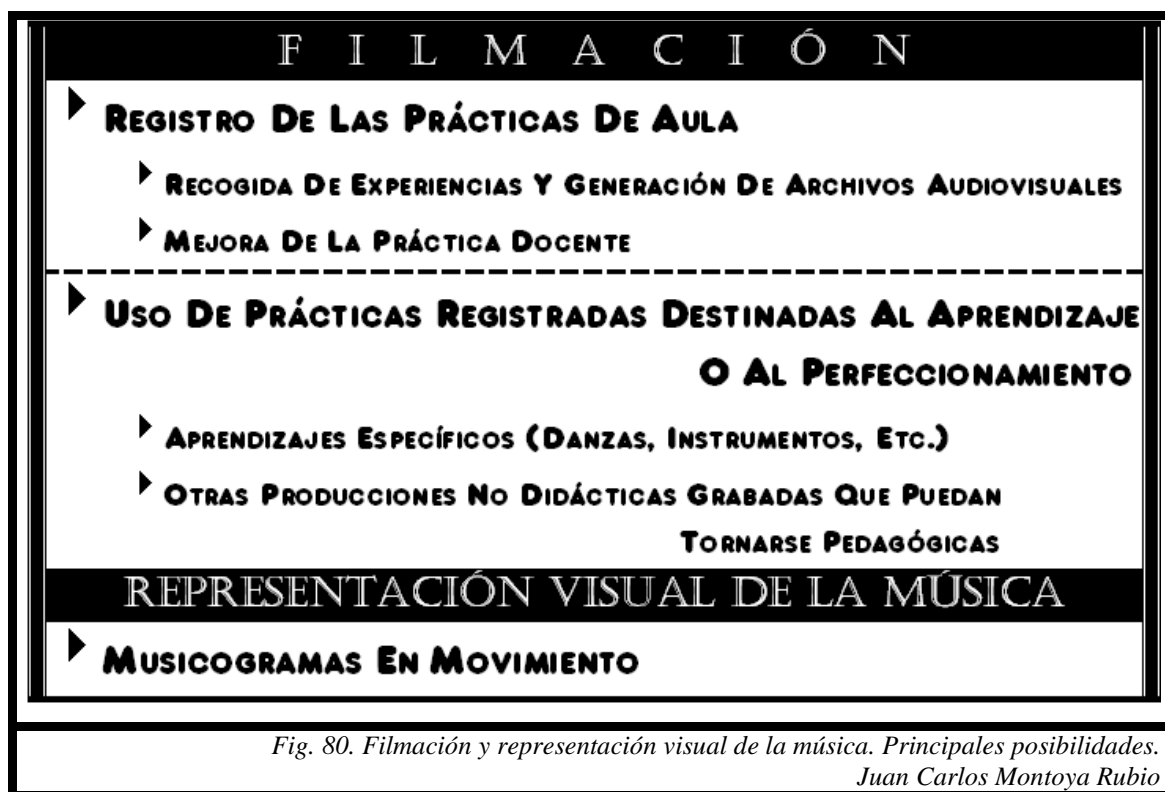 FILMACIÓN
REGISTRO DE LAS PRÁCTICAS DE AULA
RECOGIDA DE EXPERIENCIAS Y GENERACIÓN DE ARCHIVOS AUDIOVISUALES
MEJORA DE LA PRÁCTICA DOCENTE
USO DE PRÁCTICAS REGISTRADAS DESTINADAS AL APRENDIZAJE
O AL PERFECCIONAMIENTO
APRENDIZAJES ESPECÍFICOS (DANZAS, INSTRUMENTOS, ETC.)
OTRAS PRODUCCIONES NO DIDÁCTICAS GRABADAS QUE PUEDAN
TORNARSE PEDAGÓGICAS
REPRESENTACIÓN VISUAL DE LA MÚSICA
MUSICOGRAMAS EN MOVIMIENTO
Fig. 80. Filmación y representación visual de la música. Principales posibilidades.
Juan Carlos Montoya Rubio